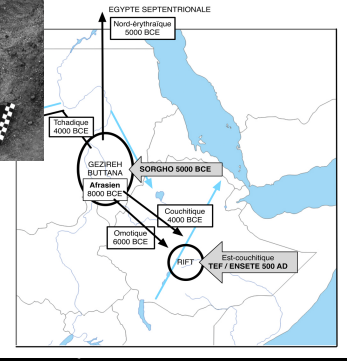 EGYPTE SEPTENTRIONALE
Nord-érythraïque
5000 BCE
Tchadique
4000 BCE
GEZIREH
BUTTANA
SORGHO 5000 BCE
Afrasien
8000 BCE
Couchitique
4000 BCE
Omotique
6000 BCE
RIFT
Est-couchitique
TEF / ENSETE 500 AD